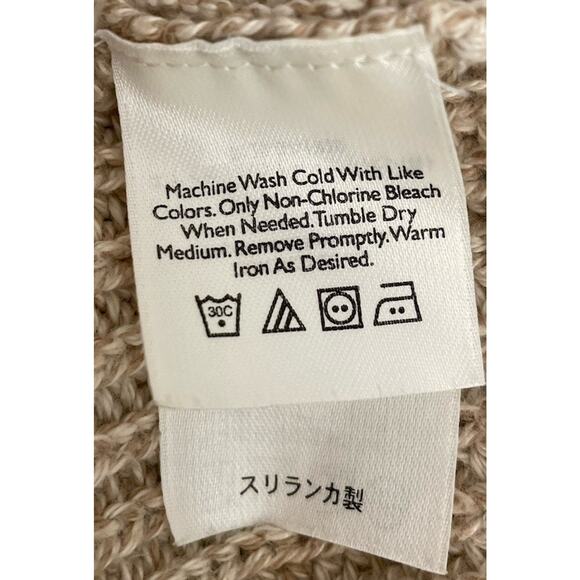 Machine Wash Cold With Like
Colors. Only Non-Chlorine Bleach
When Needed. Tumble Dry
Medium. Remove Promptly. Warm
Iron As Desired.
30C
スリランカ製